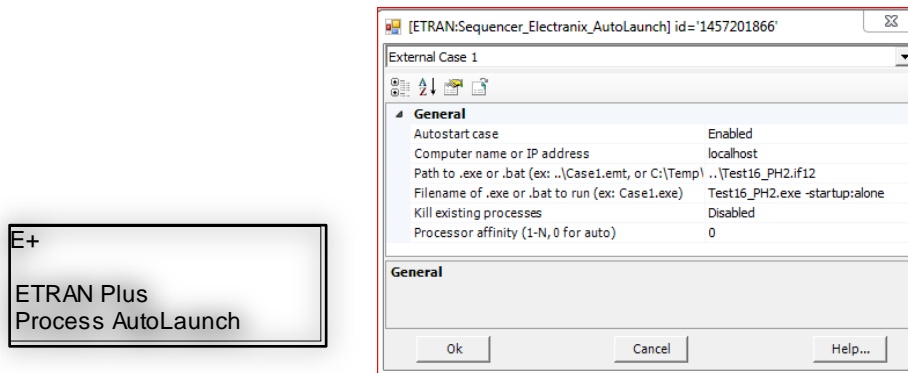 [ETRAN:Sequencer_Electranix_AutoLaunch] id='1457201866'
External Case 1
General
Autostart case Enabled
Computer name or IP address localhost
Path to .exe or .bat (ex: ..\Case1.emt, or C:\Temp\ ..\Test16_PH2.if12
Filename of .exe or .bat to run (ex: Case1.exe) Test16_PH2.exe -startup:alone
Kill existing processes Disabled
Processor affinity (1-N, 0 for auto) 0
General
Ok Cancel Help...
E+
ETRAN Plus
Process AutoLaunch